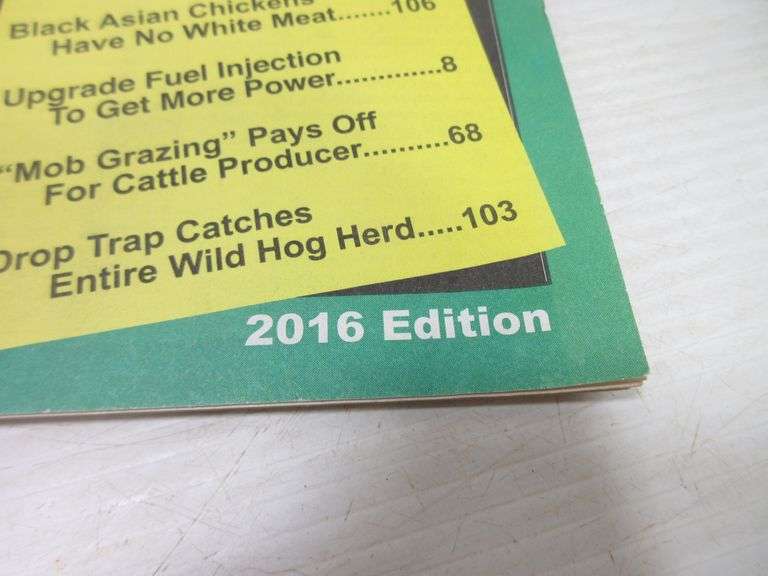 Black Asian Chickens
Have No White Meat.......106
Upgrade Fuel Injection
To Get More Power.............8
“Mob Grazing” Pays Off
For Cattle Producer..........68
Drop Trap Catches
Entire Wild Hog Herd.....103
2016 Edition